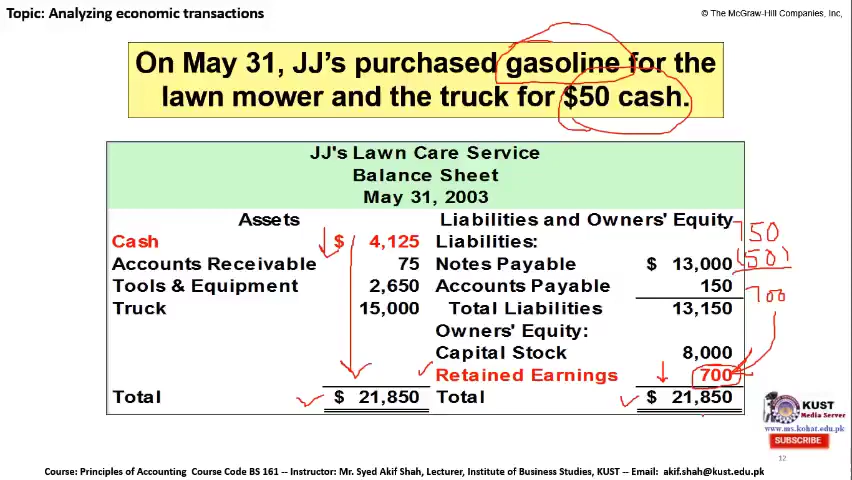 Topic: Analyzing economic transactions
© The McGraw-Hill Companies, Inc,
On May 31, JJ's purchased gasoline for the
lawn mower and the truck for $50 cash.
JJ's Lawn Care Service
Balance Sheet
May 31, 2003
Assets Liabilities and Owners' Equity
750
Cash $ 4,125 Liabilities:
Accounts Receivable 75 Notes Payable $ 13,000 (50)
Tools & Equipment 2,650 Accounts Payable 150
700
Truck 15,000 Total Liabilities 13,150
Owners' Equity:
Capital Stock 8,000
Retained Earnings 700
Total $ 21,850 Total $ 21,850
KUST
Media Server
www.ms.kohat.edu.pk
SUBSCRIBE
12
Course: Principles of Accounting Course Code BS 161 -- Instructor: Mr. Syed Akif Shah, Lecturer, Institute of Business Studies, KUST -- Email: akif.shah@kust.edu.pk